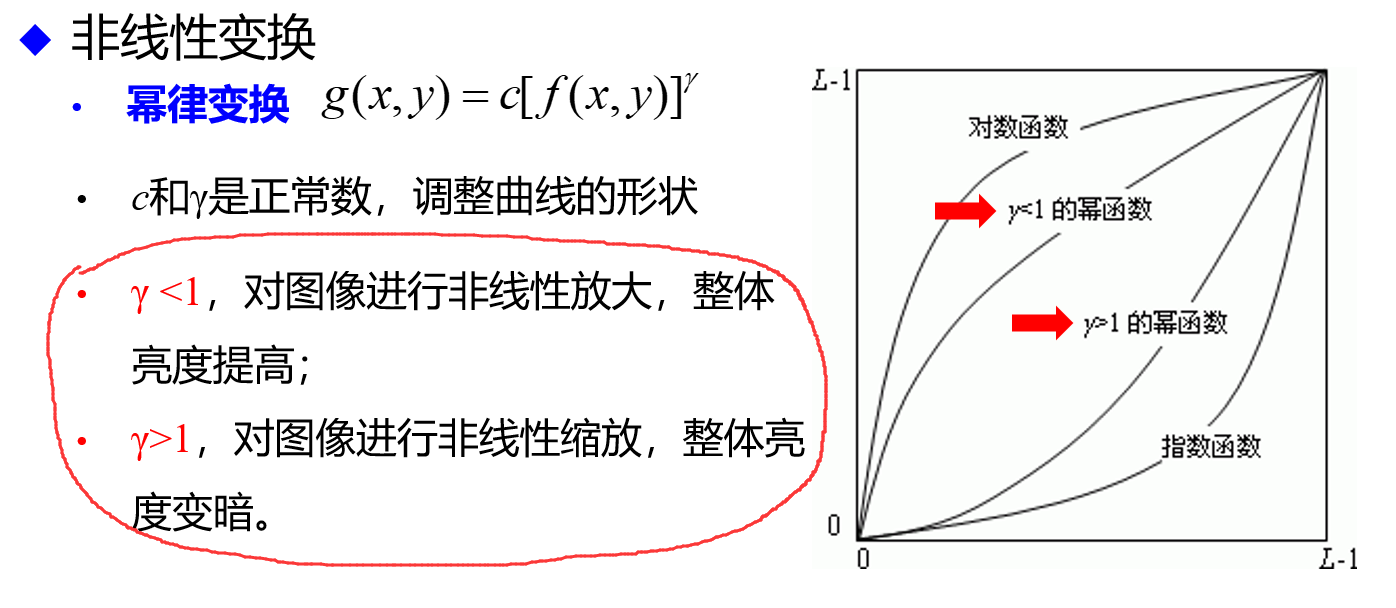 ◆ 非线性变换
• 幂律变换 g(x, y) = c[f(x, y)]^γ
• c和γ是正常数，调整曲线的形状
• γ <1，对图像进行非线性放大，整体
亮度提高；
• γ>1，对图像进行非线性缩放，整体亮
度变暗。
L-1
对数函数
γ<1 的幂函数
γ>1 的幂函数
指数函数
0
0
L-1